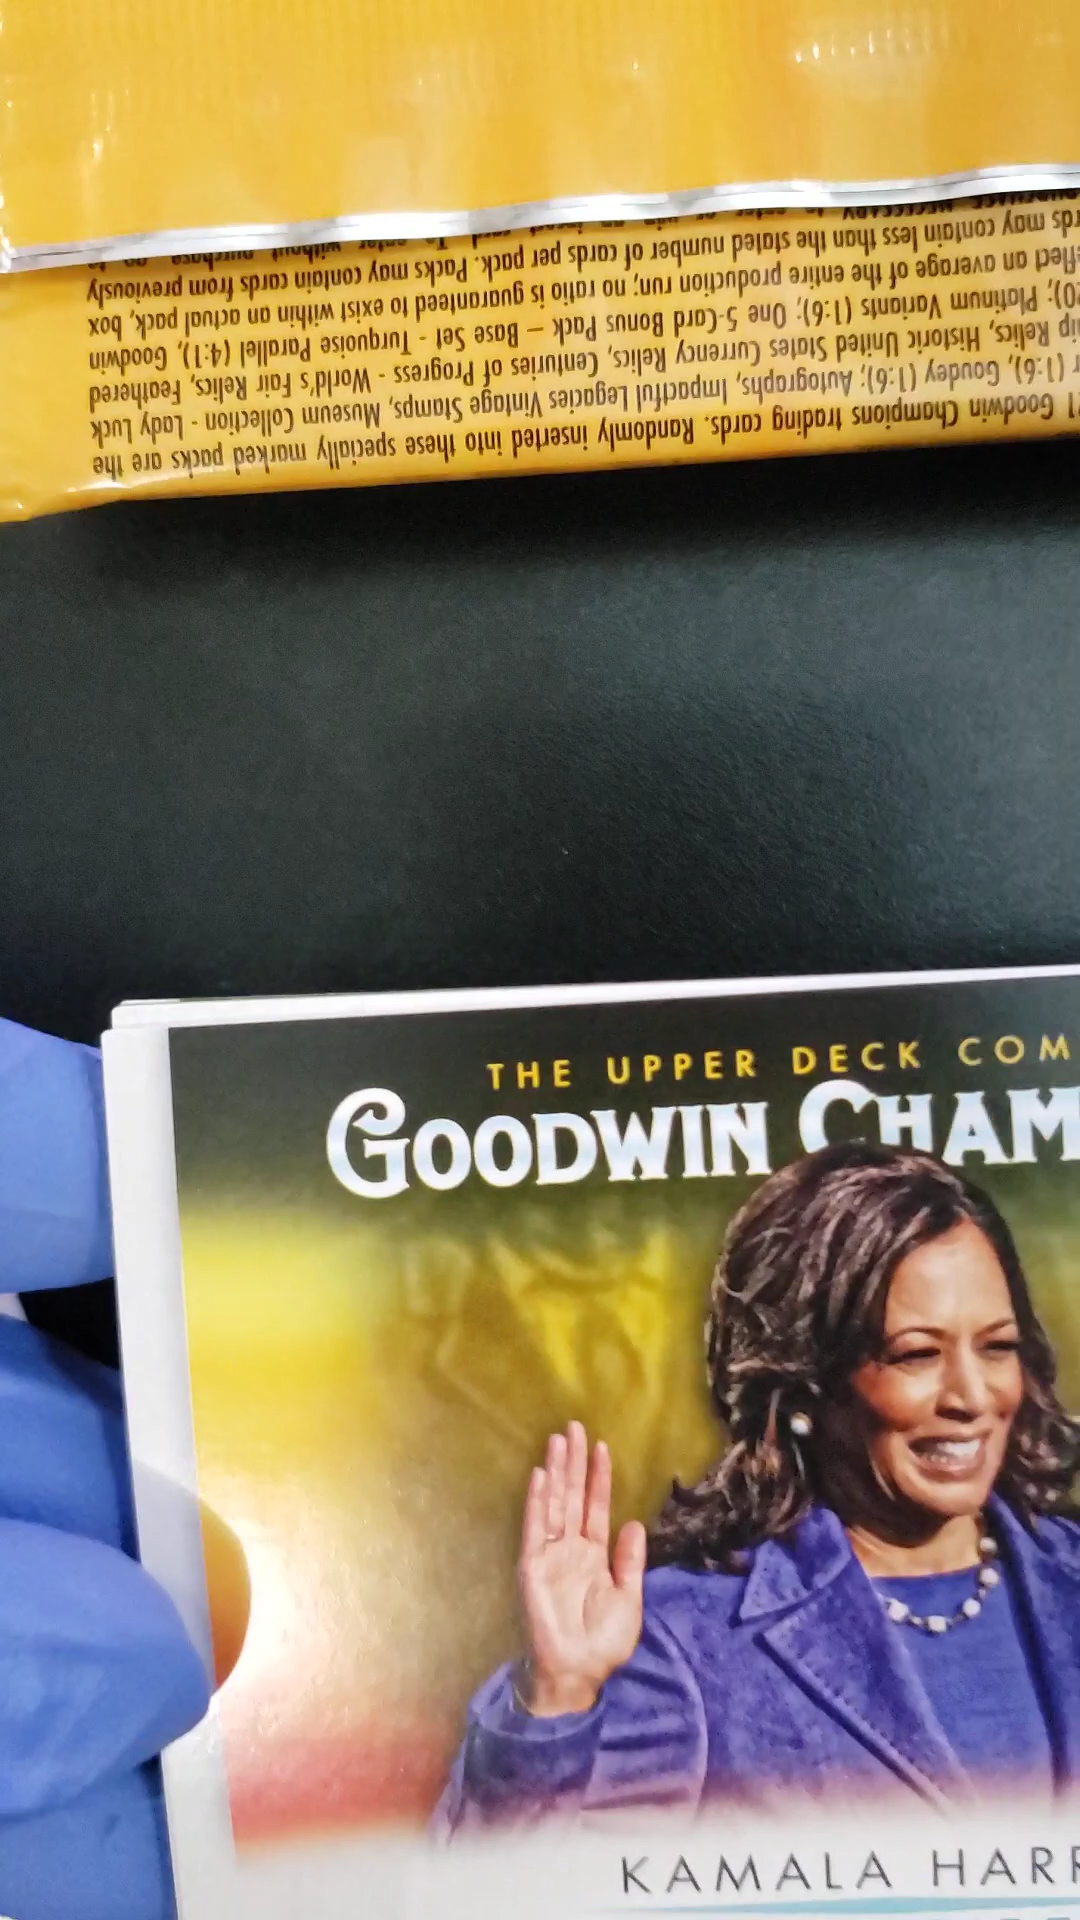 Goodwin Champions trading cards. Randomly inserted into these specially marked packs are the
(1:6), Goudey (1:6); Autographs, Impactful Legacies Vintage Stamps, Museum Collection - Lady Luck
Relics, Historic United States Currency Relics, Centuries of Progress - World's Fair Relics, Feathered
Platinum Variants (1:6); One 5-Card Bonus Pack – Base Set - Turquoise Parallel (4:1), Goodwin
an average of the entire production run; no ratio is guaranteed to exist within an actual pack, box
may contain less than the stated number of cards per pack. Packs may contain cards from previously
THE UPPER DECK COM
GOODWIN CHAM
KAMALA HARR